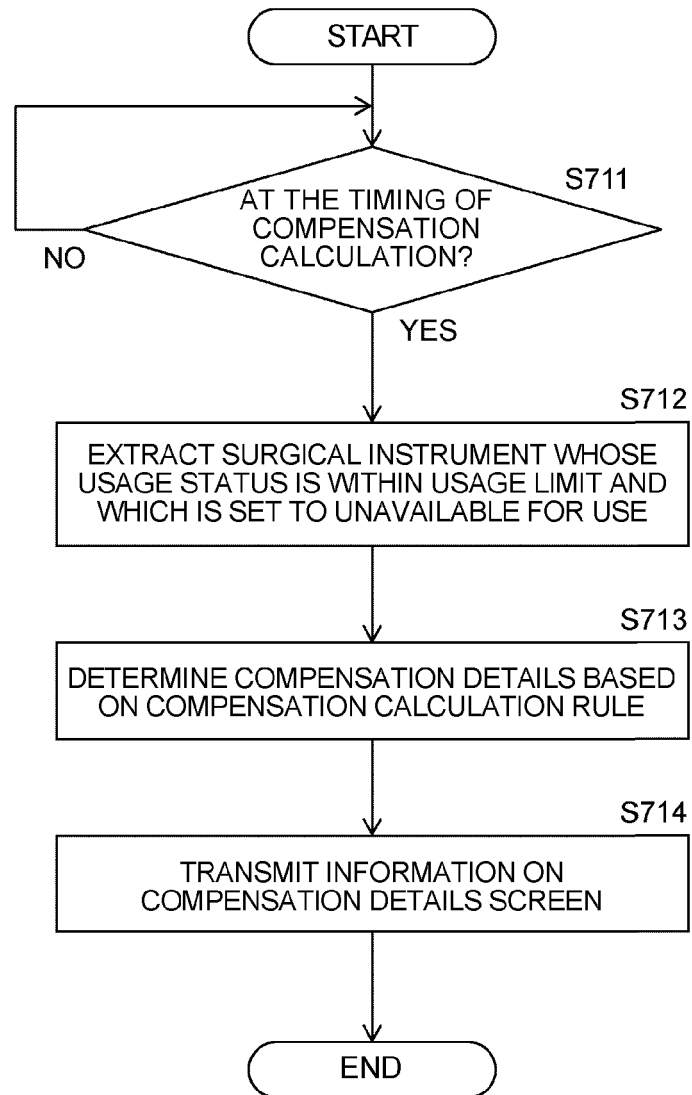 START
S711
AT THE TIMING OF
COMPENSATION
CALCULATION?
NO
YES
S712
EXTRACT SURGICAL INSTRUMENT WHOSE
USAGE STATUS IS WITHIN USAGE LIMIT AND
WHICH IS SET TO UNAVAILABLE FOR USE
S713
DETERMINE COMPENSATION DETAILS BASED
ON COMPENSATION CALCULATION RULE
S714
TRANSMIT INFORMATION ON
COMPENSATION DETAILS SCREEN
END